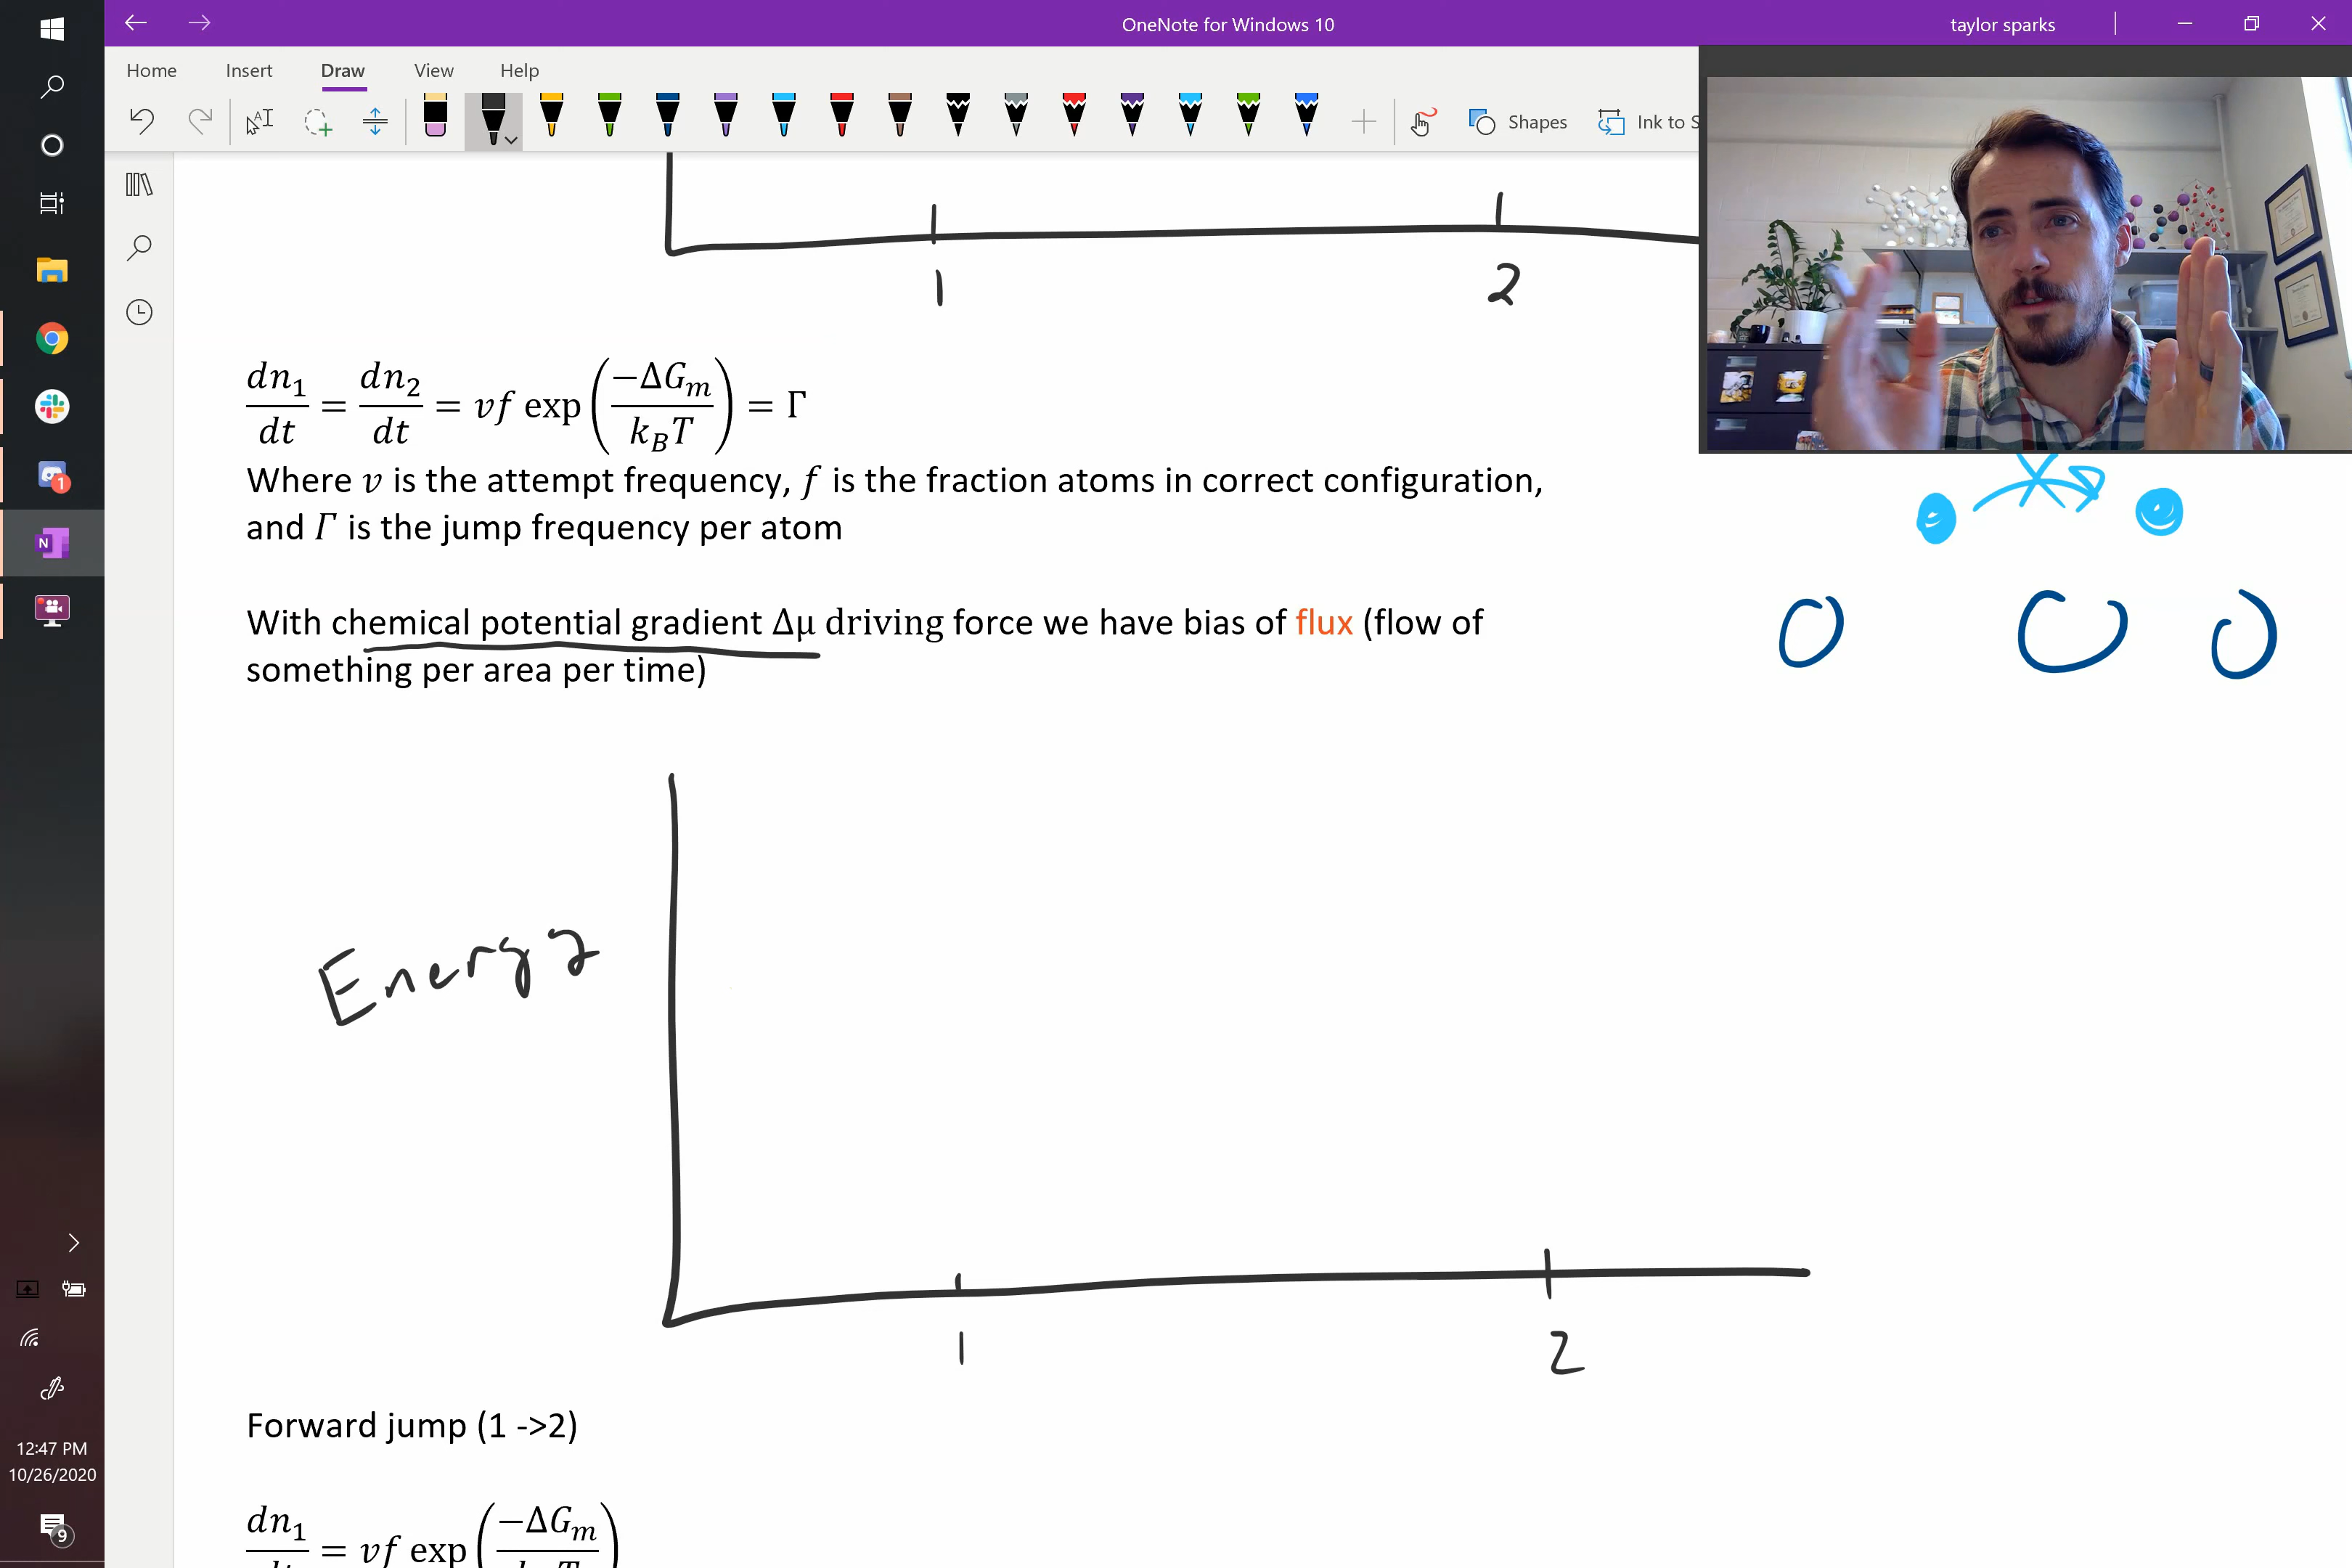 OneNote for Windows 10
taylor sparks
Home Insert Draw View Help
Shapes Ink to S
1 2
dn₁/dt = dn₂/dt = vf exp(−ΔGₘ/k_BT) = Γ
Where v is the attempt frequency, f is the fraction atoms in correct configuration,
and Γ is the jump frequency per atom
With chemical potential gradient Δμ driving force we have bias of flux (flow of
something per area per time)
Energy
1 2
Forward jump (1 ->2)
dn₁ = vf exp(−ΔGₘ
1
N
12:47 PM
10/26/2020
9